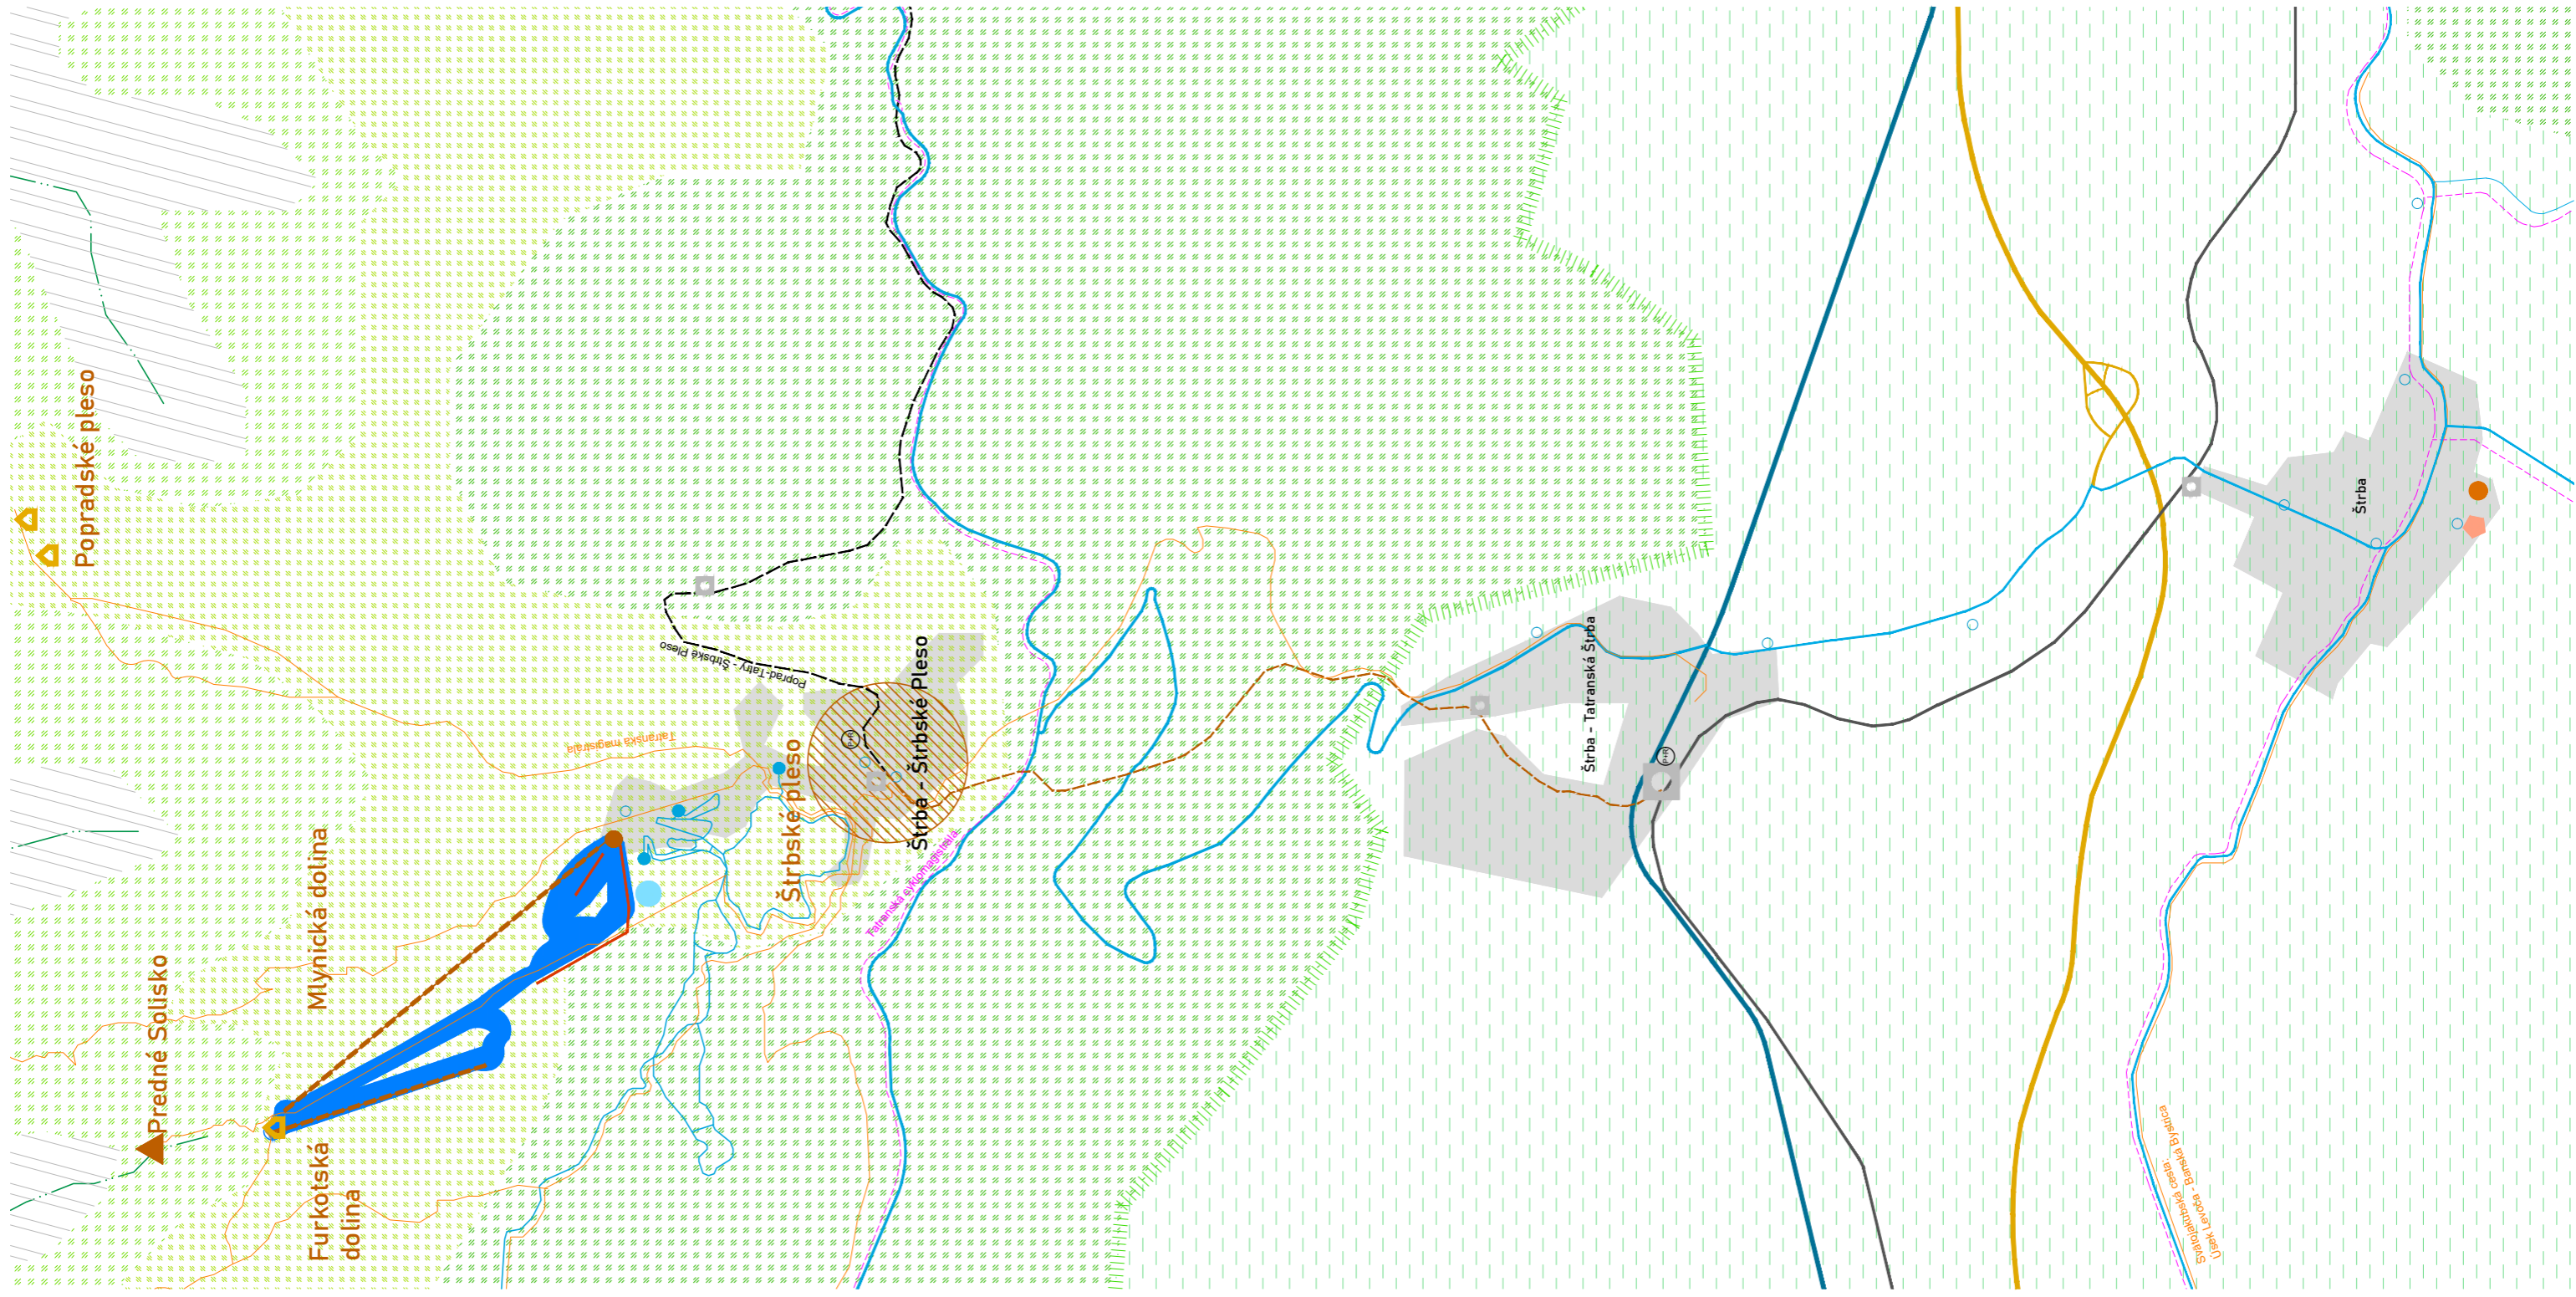 Popradské pleso
Poprad-Tatry - Štrbské Pleso
Tatranská magistrála
Štrba - Štrbské Pleso
Štrbské pleso
Mlynická dolina
Predné Solisko
Furkotská
dolina
Tatranská cyklomagistrála
Štrba - Tatranská Štrba
P+R
P+R
Štrba
Svätojakubská cesta:
Úsek Levoča - Banská Bystrica